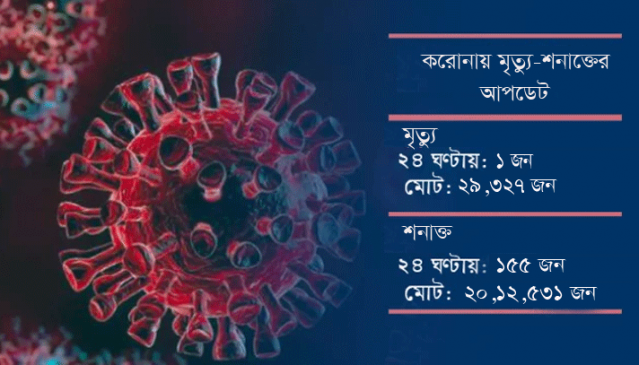 করোনায় মৃত্যু-শনাক্তের
আপডেট
মৃত্যু
২৪ ঘণ্টায়: ১ জন
মোট: ২৯,৩২৭ জন
শনাক্ত
২৪ ঘণ্টায়: ১৫৫ জন
মোট: ২০,১২,৫৩১ জন